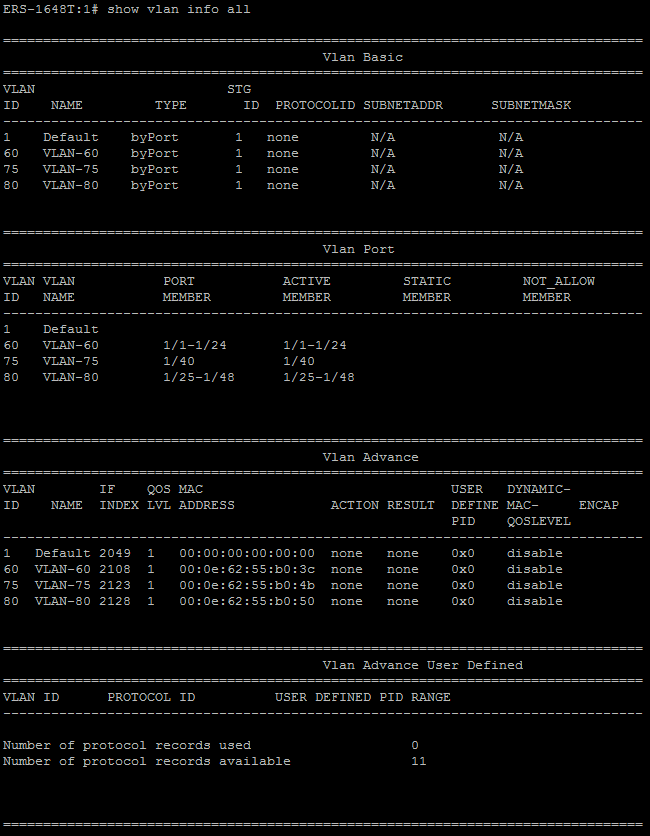 ERS-1648T:1# show vlan info all
================================================================================
                                        Vlan Basic
================================================================================
VLAN                        STG
ID    NAME         TYPE       ID  PROTOCOLID SUBNETADDR      SUBNETMASK
--------------------------------------------------------------------------------
1    Default    byPort       1   none         N/A             N/A
60   VLAN-60    byPort       1   none         N/A             N/A
75   VLAN-75    byPort       1   none         N/A             N/A
80   VLAN-80    byPort       1   none         N/A             N/A
================================================================================
                                        Vlan Port
================================================================================
VLAN VLAN           PORT           ACTIVE         STATIC         NOT_ALLOW
ID   NAME           MEMBER         MEMBER         MEMBER         MEMBER
--------------------------------------------------------------------------------
1    Default
60   VLAN-60        1/1-1/24       1/1-1/24
75   VLAN-75        1/40           1/40
80   VLAN-80        1/25-1/48      1/25-1/48
================================================================================
                                        Vlan Advance
================================================================================
VLAN        IF    QOS MAC                               USER   DYNAMIC-
ID    NAME  INDEX LVL ADDRESS            ACTION RESULT  DEFINE MAC-     ENCAP
                                                        PID    QOSLEVEL
--------------------------------------------------------------------------------
1   Default 2049  1   00:00:00:00:00:00  none   none    0x0    disable
60  VLAN-60 2108  1   00:0e:62:55:b0:3c  none   none    0x0    disable
75  VLAN-75 2123  1   00:0e:62:55:b0:4b  none   none    0x0    disable
80  VLAN-80 2128  1   00:0e:62:55:b0:50  none   none    0x0    disable
================================================================================
                                        Vlan Advance User Defined
================================================================================
VLAN ID      PROTOCOL ID          USER DEFINED PID RANGE
--------------------------------------------------------------------------------
Number of protocol records used                    0
Number of protocol records available               11
================================================================================